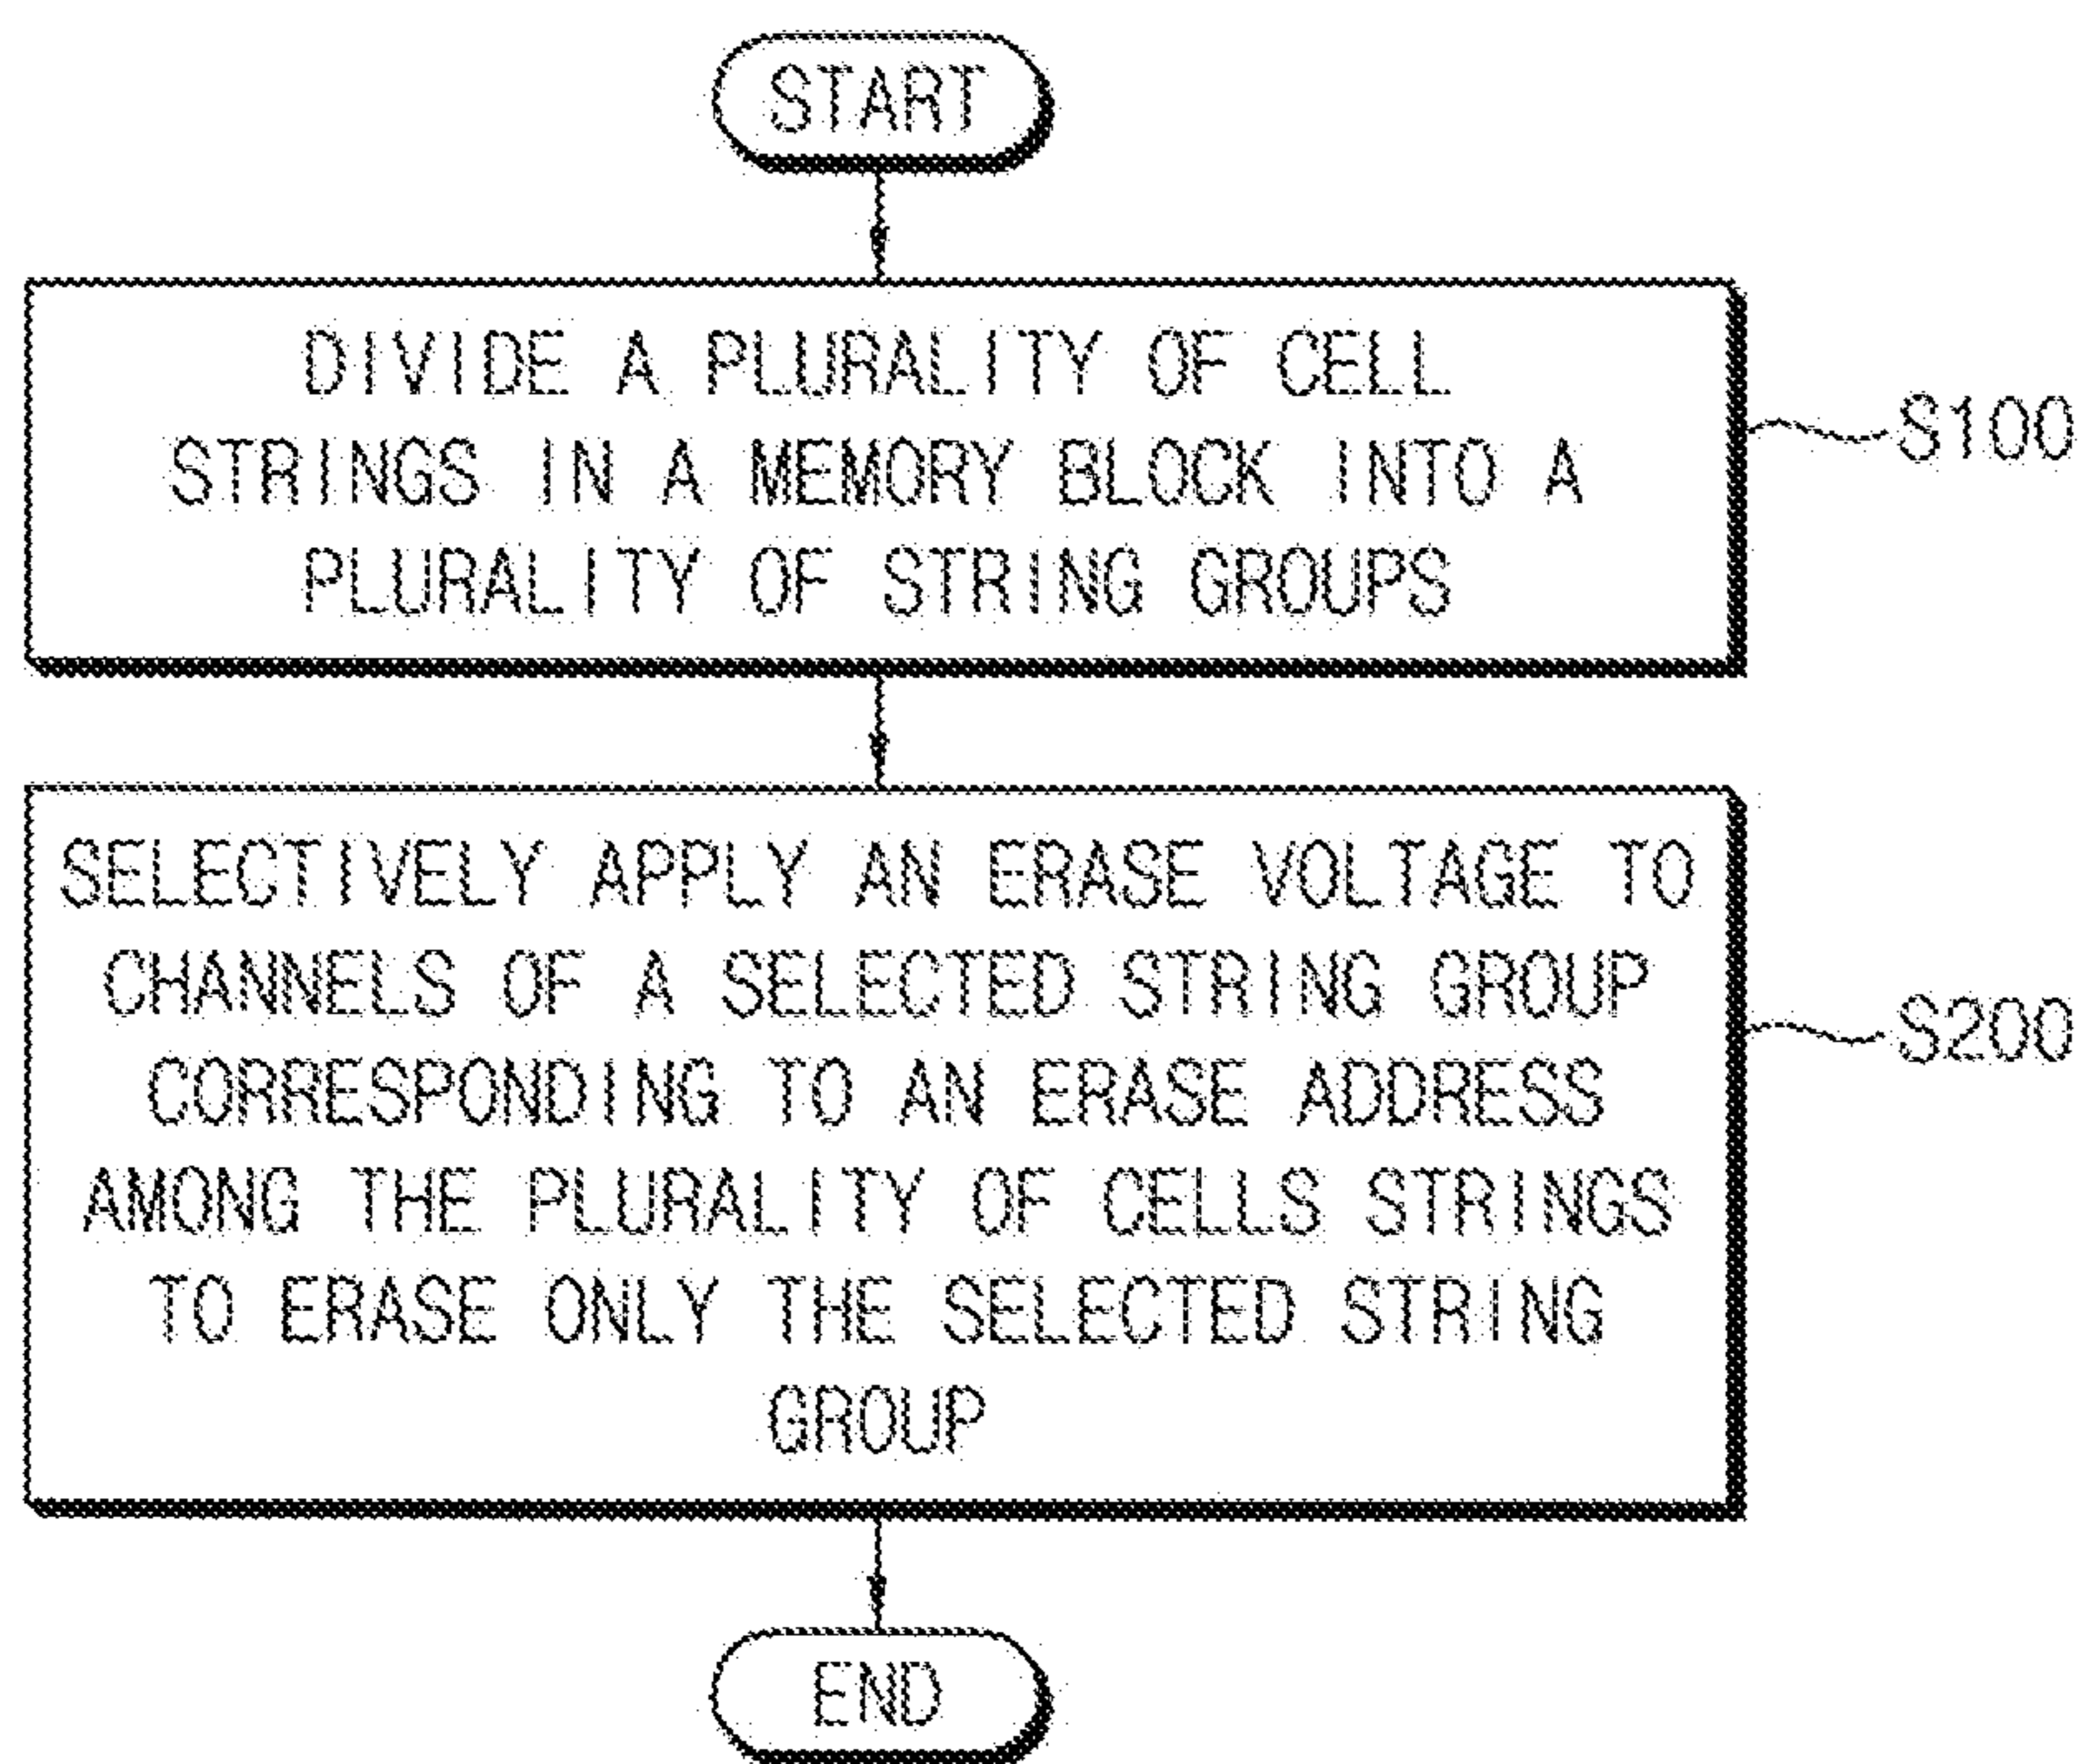 START
DIVIDE A PLURALITY OF CELL
STRINGS IN A MEMORY BLOCK INTO A
PLURALITY OF STRING GROUPS
S100
SELECTIVELY APPLY AN ERASE VOLTAGE TO
CHANNELS OF A SELECTED STRING GROUP
CORRESPONDING TO AN ERASE ADDRESS
AMONG THE PLURALITY OF CELLS STRINGS
TO ERASE ONLY THE SELECTED STRING
GROUP
S200
END